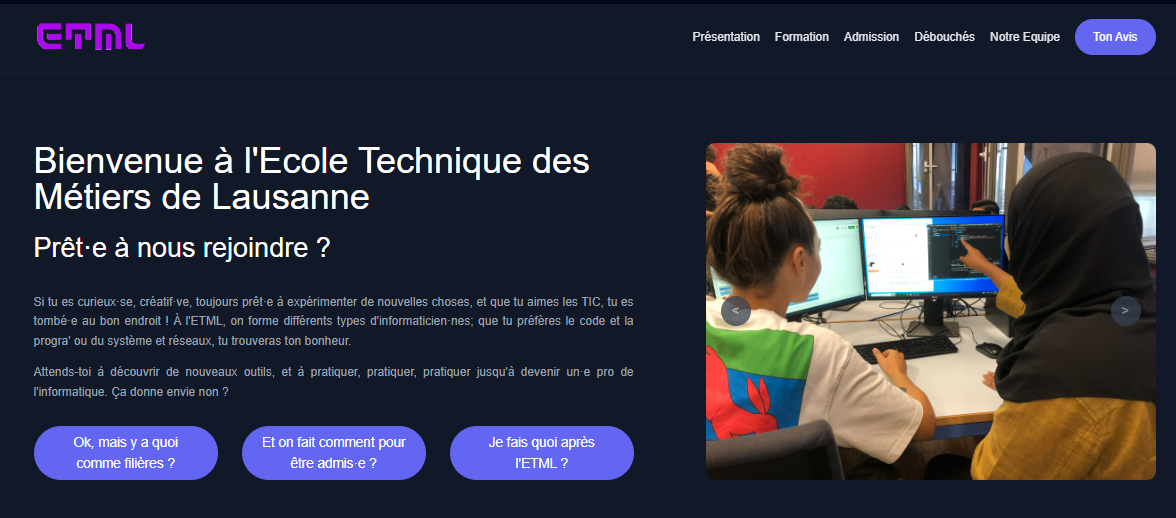 ETML
Présentation Formation Admission Débouchés Notre Equipe Ton Avis
Bienvenue à l'Ecole Technique des
Métiers de Lausanne
Prêt·e à nous rejoindre ?
Si tu es curieux·se, créatif·ve, toujours prêt·e à expérimenter de nouvelles choses, et que tu aimes les TIC, tu es
tombé·e au bon endroit ! À l'ETML, on forme différents types d'informaticien·nes; que tu préfères le code et la
progra' ou du système et réseaux, tu trouveras ton bonheur.
Attends-toi à découvrir de nouveaux outils, et à pratiquer, pratiquer, pratiquer jusqu'à devenir un·e pro de
l'informatique. Ça donne envie non ?
Ok, mais y a quoi
comme filières ?
Et on fait comment pour
être admis·e ?
Je fais quoi après
l'ETML ?
< >